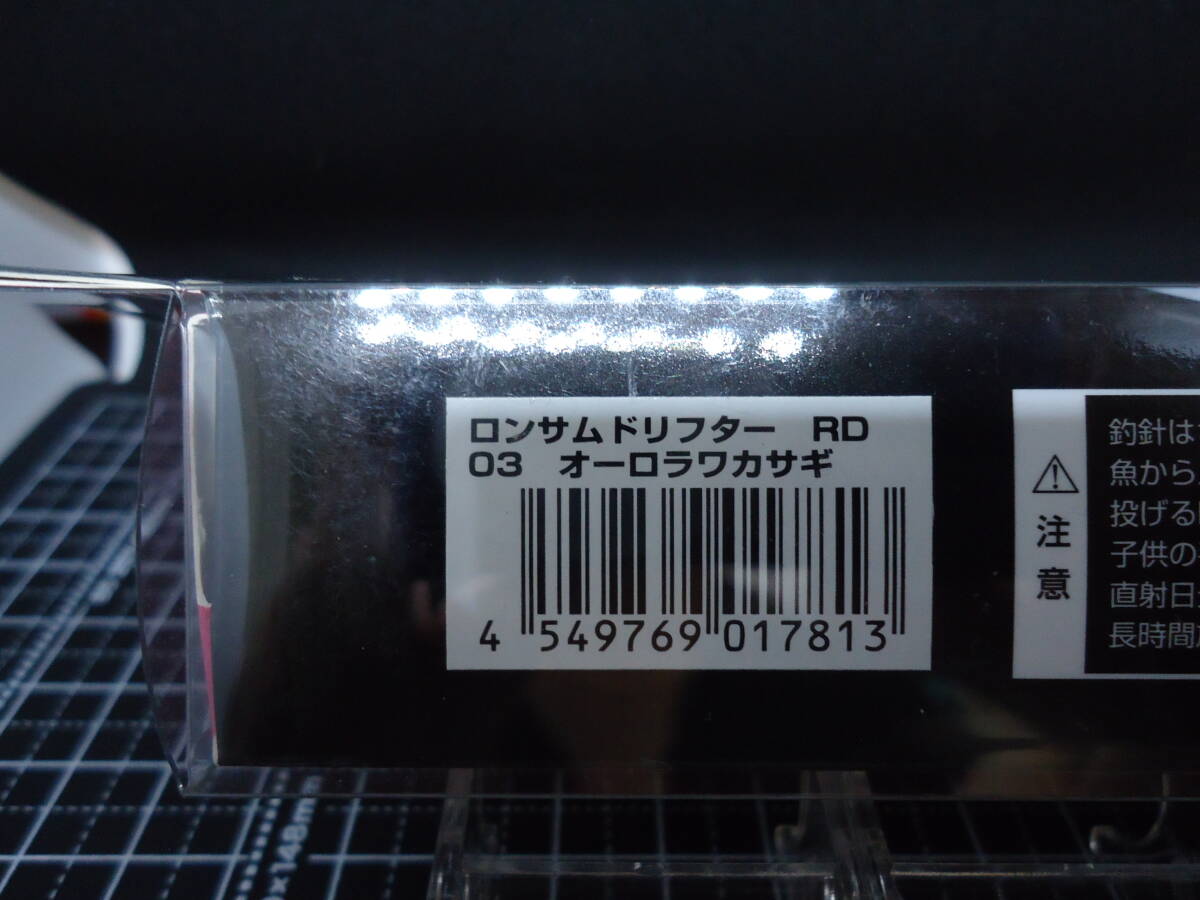 ロンサムドリフター　RD
03　オーロラワカサギ
4 549769 017813
注
意
釣針は
魚から
投げる
子供の
直射日
長時間
×148m